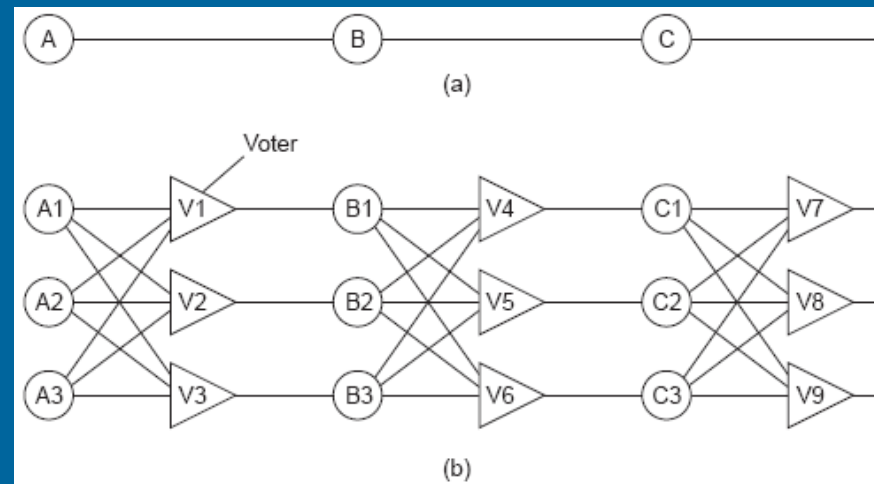 A B C
(a)
Voter
A1 V1 B1 V4 C1 V7
A2 V2 B2 V5 C2 V8
A3 V3 B3 V6 C3 V9
(b)